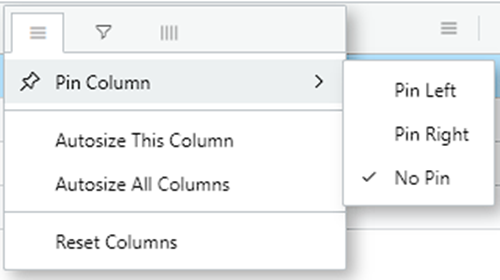 Pin Column
Pin Left
Pin Right
No Pin
Autosize This Column
Autosize All Columns
Reset Columns